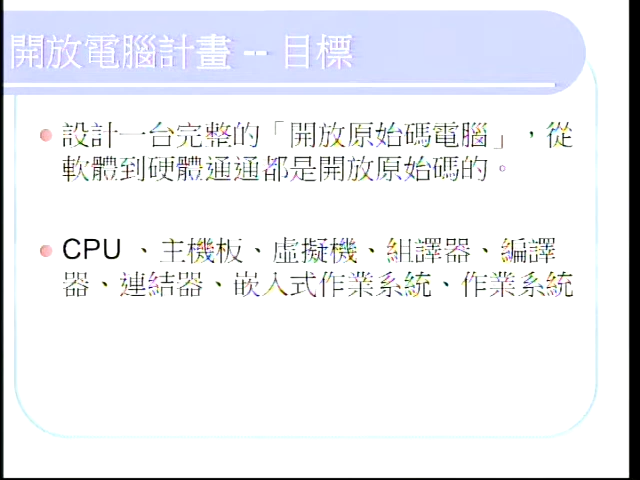 開放電腦計畫 -- 目標
設計一台完整的「開放原始碼電腦」，從
軟體到硬體通通都是開放原始碼的。
CPU 、主機板、虛擬機、組譯器、編譯
器、連結器、嵌入式作業系統、作業系統